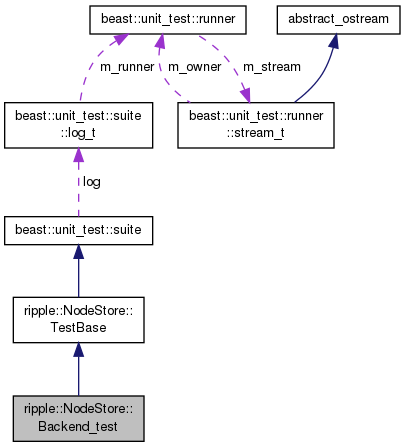 beast::unit_test::runner
abstract_ostream
m_runner
m_owner
m_stream
beast::unit_test::suite
::log_t
beast::unit_test::runner
::stream_t
log
beast::unit_test::suite
ripple::NodeStore::
TestBase
ripple::NodeStore::
Backend_test